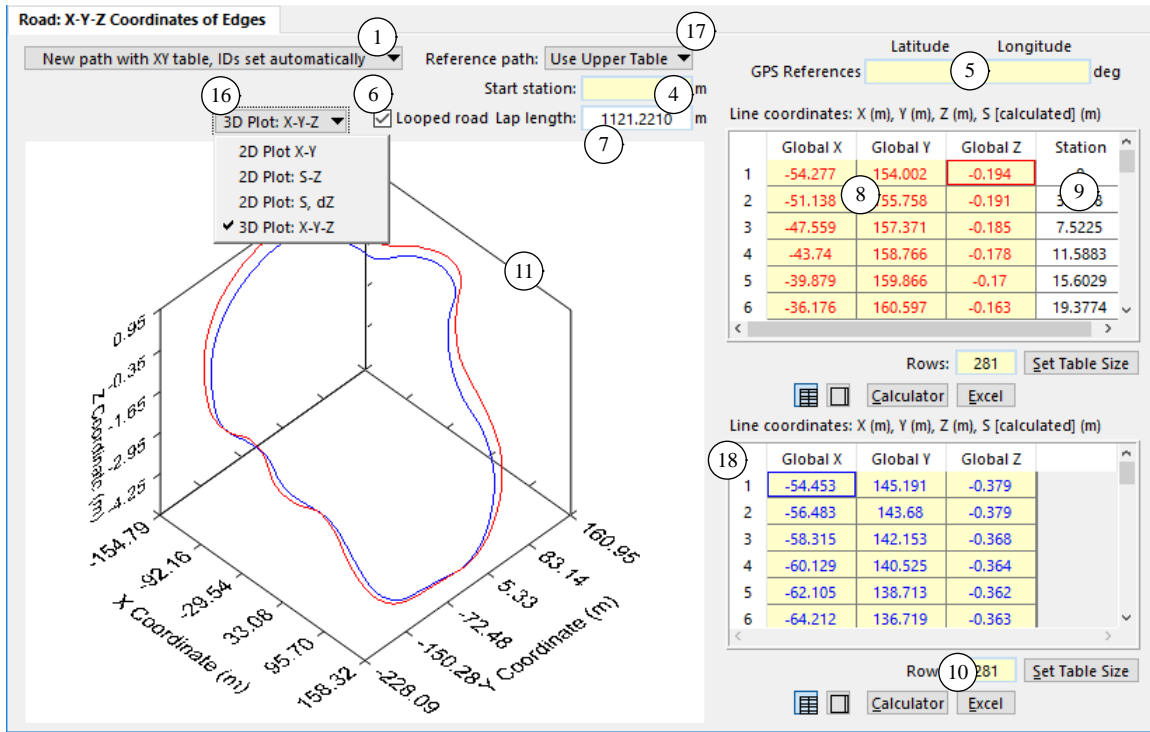 Road: X-Y-Z Coordinates of Edges
1
17
New path with XY table, IDs set automatically
Reference path: Use Upper Table
Latitude Longitude
GPS References 5 deg
16
6
Start station: 4 m
3D Plot: X-Y-Z
Looped road Lap length: 1121.2210 m
7
2D Plot X-Y
2D Plot: S-Z
2D Plot: S, dZ
3D Plot: X-Y-Z
11
Line coordinates: X (m), Y (m), Z (m), S [calculated] (m)
Global X Global Y Global Z Station
1 -54.277 154.002 -0.194
2 -51.138 8 155.758 -0.191 9
3 -47.559 157.371 -0.185 7.5225
4 -43.74 158.766 -0.178 11.5883
5 -39.879 159.866 -0.17 15.6029
6 -36.176 160.597 -0.163 19.3774
Rows: 281 Set Table Size
Calculator Excel
Line coordinates: X (m), Y (m), Z (m), S [calculated] (m)
18 Global X Global Y Global Z
1 -54.453 145.191 -0.379
2 -56.483 143.68 -0.379
3 -58.315 142.153 -0.368
4 -60.129 140.525 -0.364
5 -62.105 138.713 -0.362
6 -64.212 136.719 -0.363
Row 10 281 Set Table Size
Calculator Excel
0.95
-0.35
-1.65
-2.95
-4.25
Z Coordinate (m)
-154.79
-92.16
-29.54
33.08
95.70
158.32
X Coordinate (m)
160.95
83.14
5.33
-72.48
-150.28
-228.09
Y Coordinate (m)